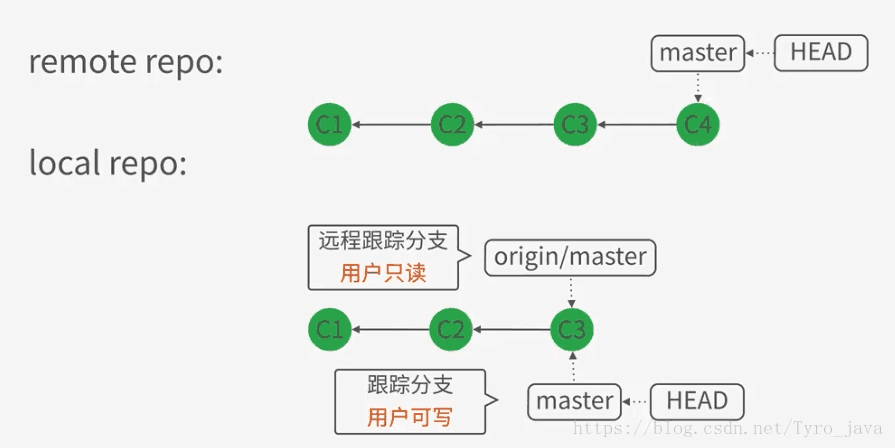 master
HEAD
remote repo:
C1
C2
C3
C4
local repo:
远程跟踪分支
用户只读
origin/master
C1
C2
C3
跟踪分支
用户可写
master
HEAD
https://blog.csdn.net/Tyro_java